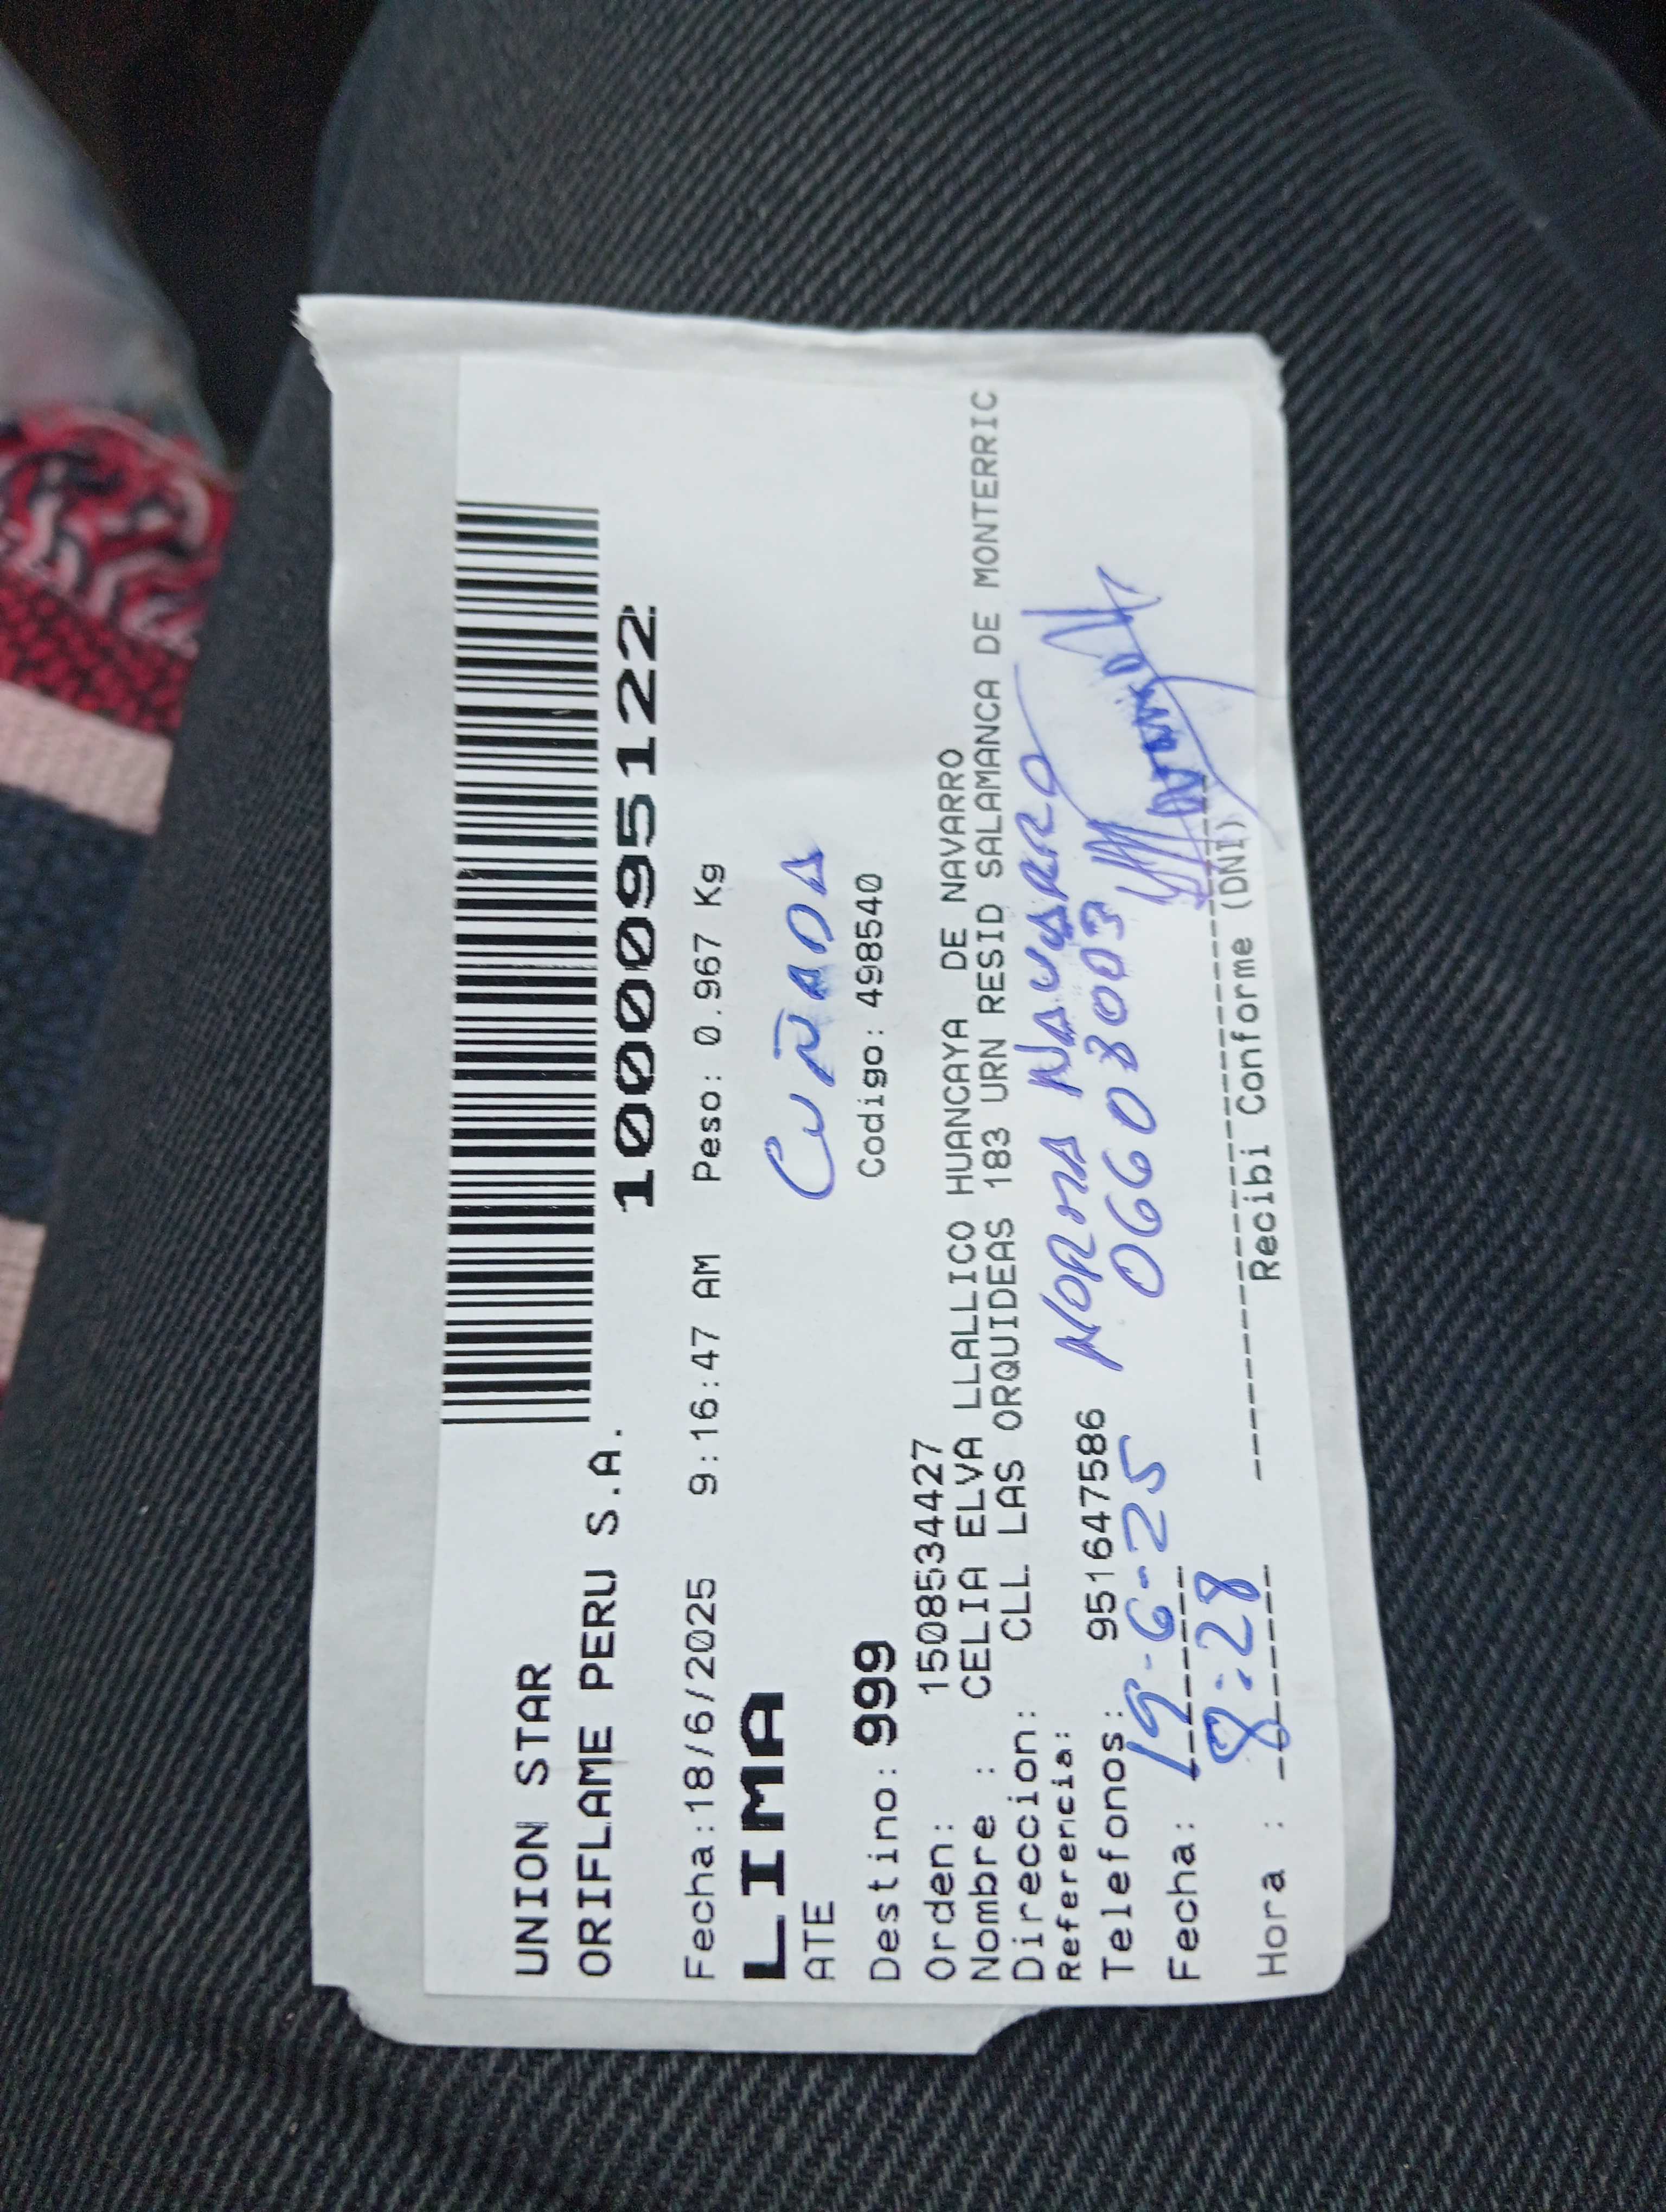 UNION STAR
ORIFLAME PERU S.A.
1000095122
Fecha:18/6/2025 9:16:47 AM Peso: 0.967 Kg
LIMA
ATE
CUÑADA
Destino: 999 Codigo: 498540
Orden: 1508534427
Nombre : CELIA ELVA LLALLICO HUANCAYA DE NAVARRO
Direccion: CLL LAS ORQUIDEAS 183 URN RESID SALAMANCA DE MONTERRIC
Referencia:
Telefonos: 951647586
NORMA NAVARRO
06608003
Fecha: 19-6-25
Hora : 8:28
Recibi Conforme (DNI)